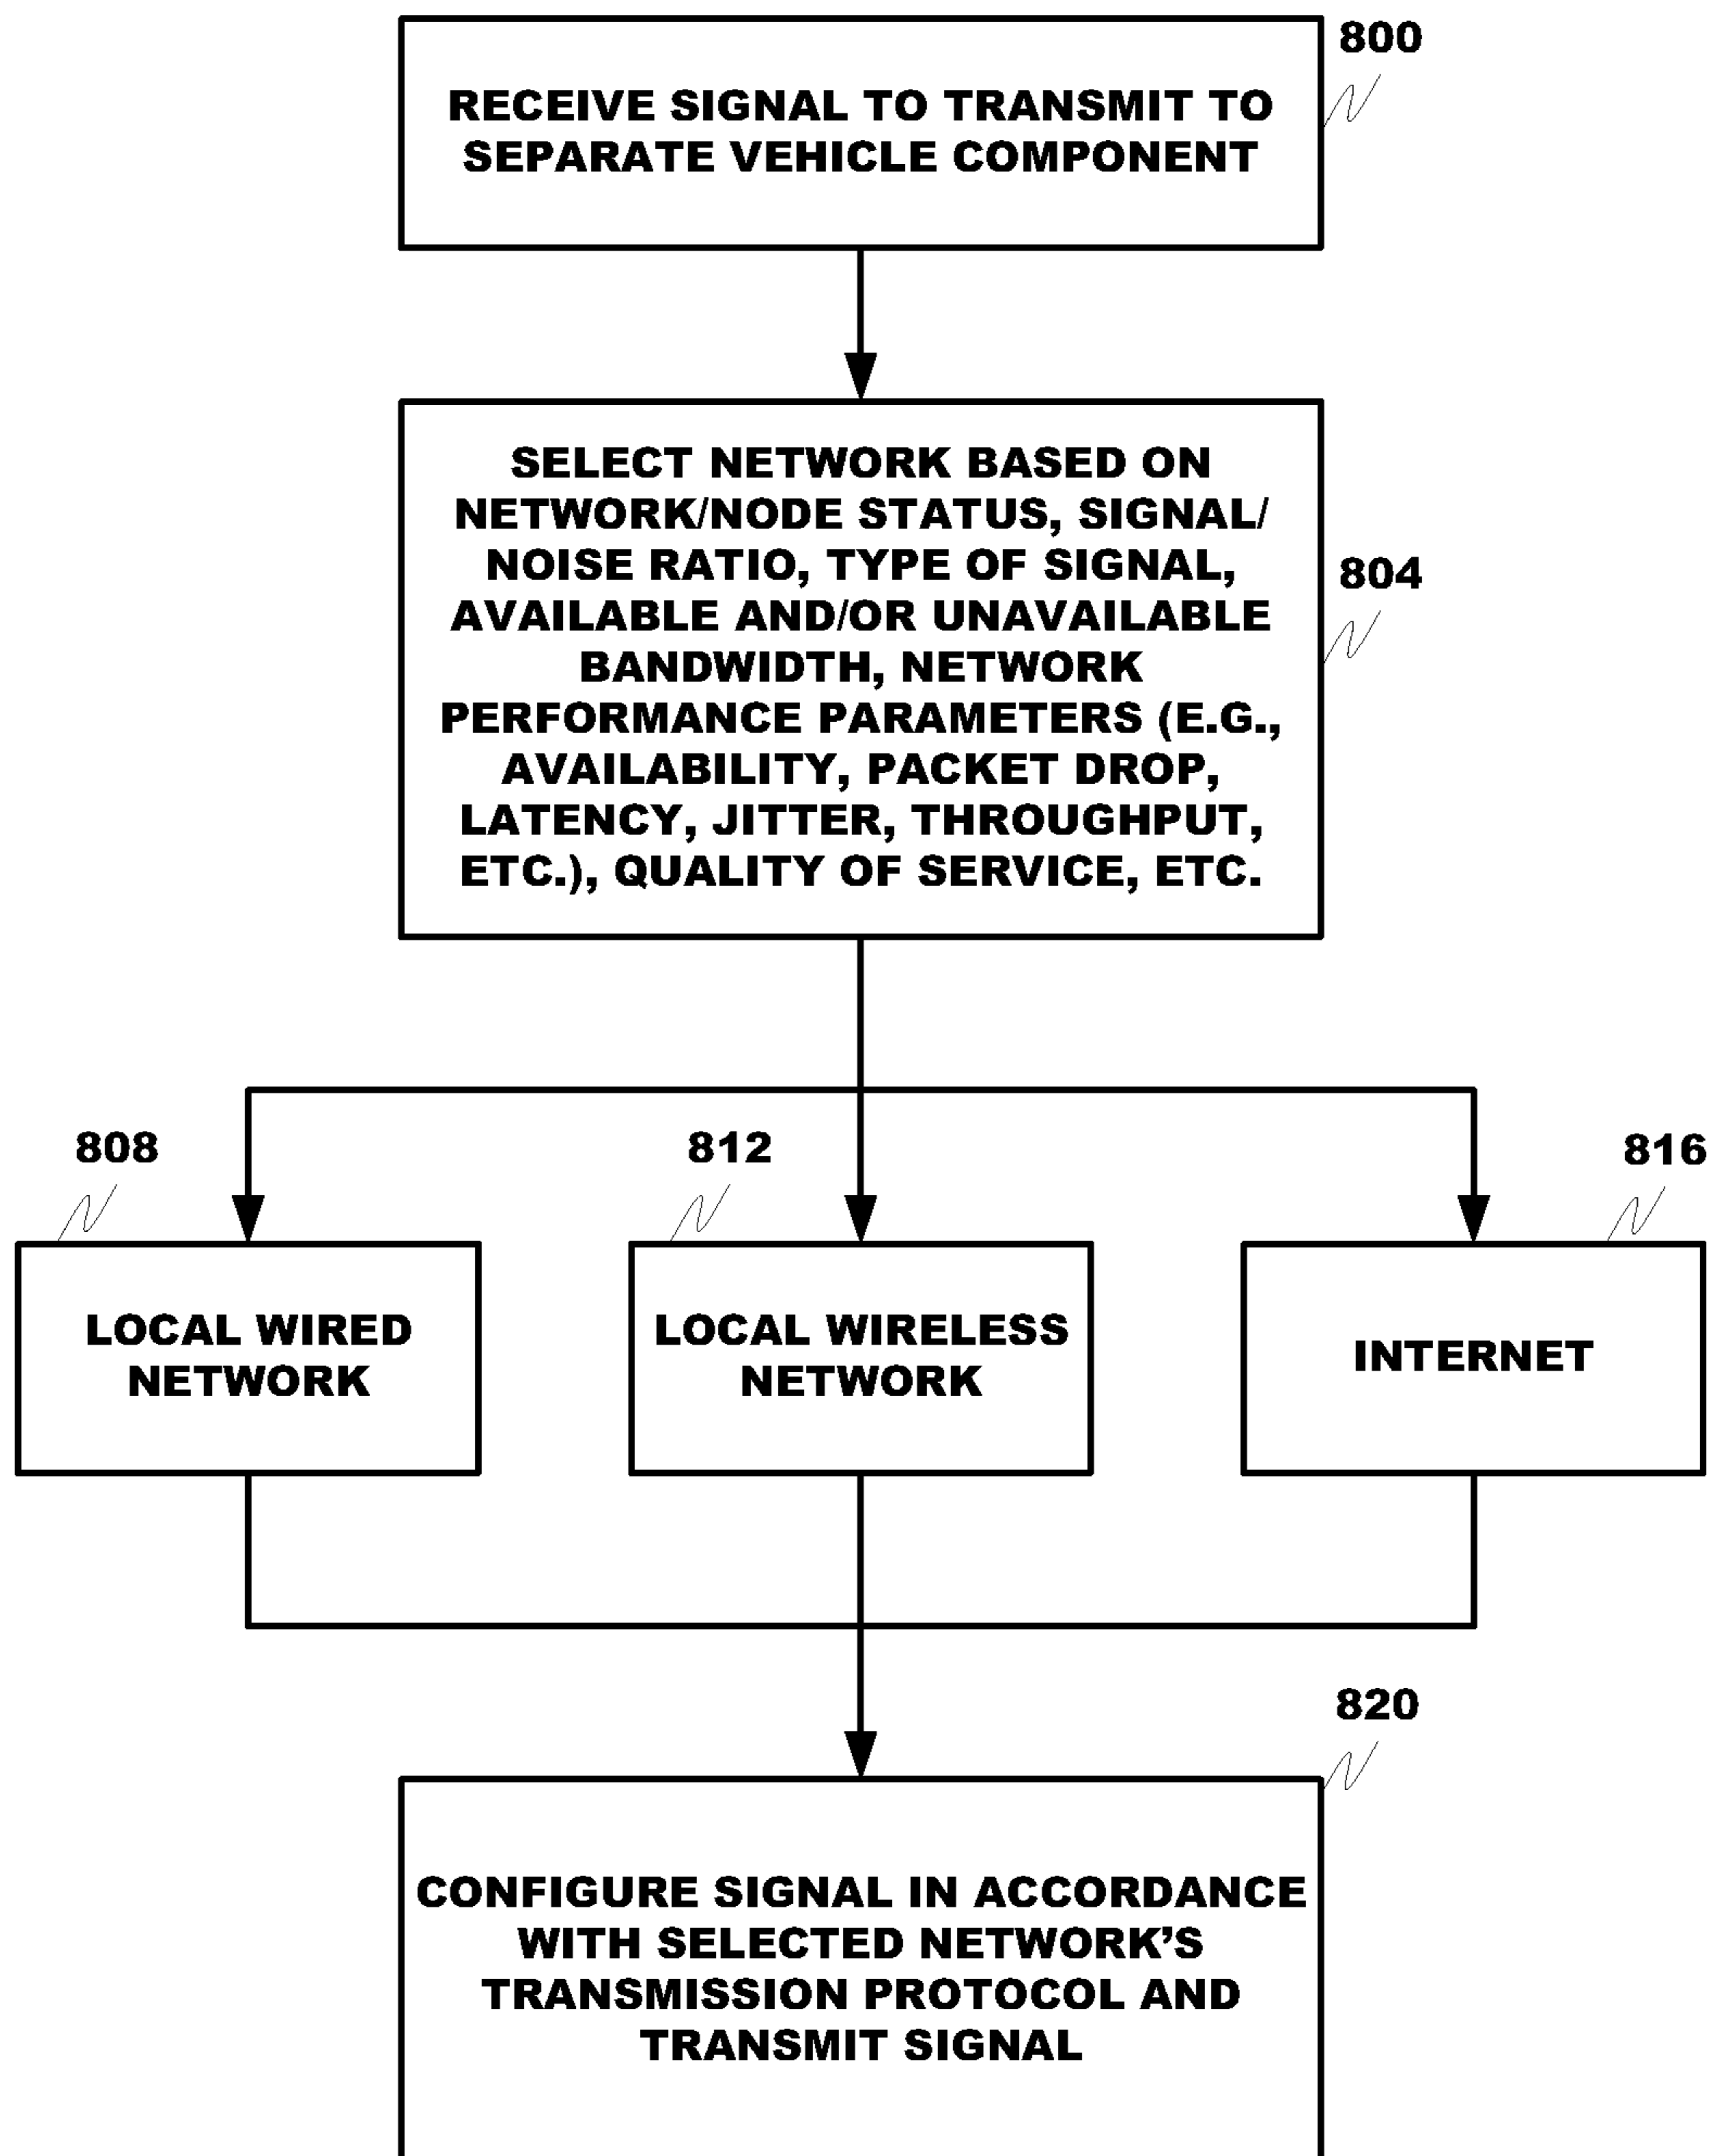 800
RECEIVE SIGNAL TO TRANSMIT TO
SEPARATE VEHICLE COMPONENT
SELECT NETWORK BASED ON
NETWORK/NODE STATUS, SIGNAL/
NOISE RATIO, TYPE OF SIGNAL,
804
AVAILABLE AND/OR UNAVAILABLE
BANDWIDTH, NETWORK
PERFORMANCE PARAMETERS (E.G.,
AVAILABILITY, PACKET DROP,
LATENCY, JITTER, THROUGHPUT,
ETC.), QUALITY OF SERVICE, ETC.
808
812
816
LOCAL WIRED
NETWORK
LOCAL WIRELESS
NETWORK
INTERNET
820
CONFIGURE SIGNAL IN ACCORDANCE
WITH SELECTED NETWORK’S
TRANSMISSION PROTOCOL AND
TRANSMIT SIGNAL